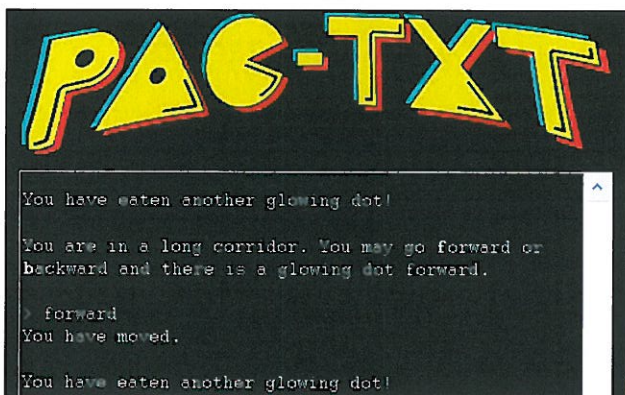 PAC-TXT
You have eaten another glowing dot!
You are in a long corridor. You may go forward or
backward and there is a glowing dot forward.
> forward
You have moved.
You have eaten another glowing dot!